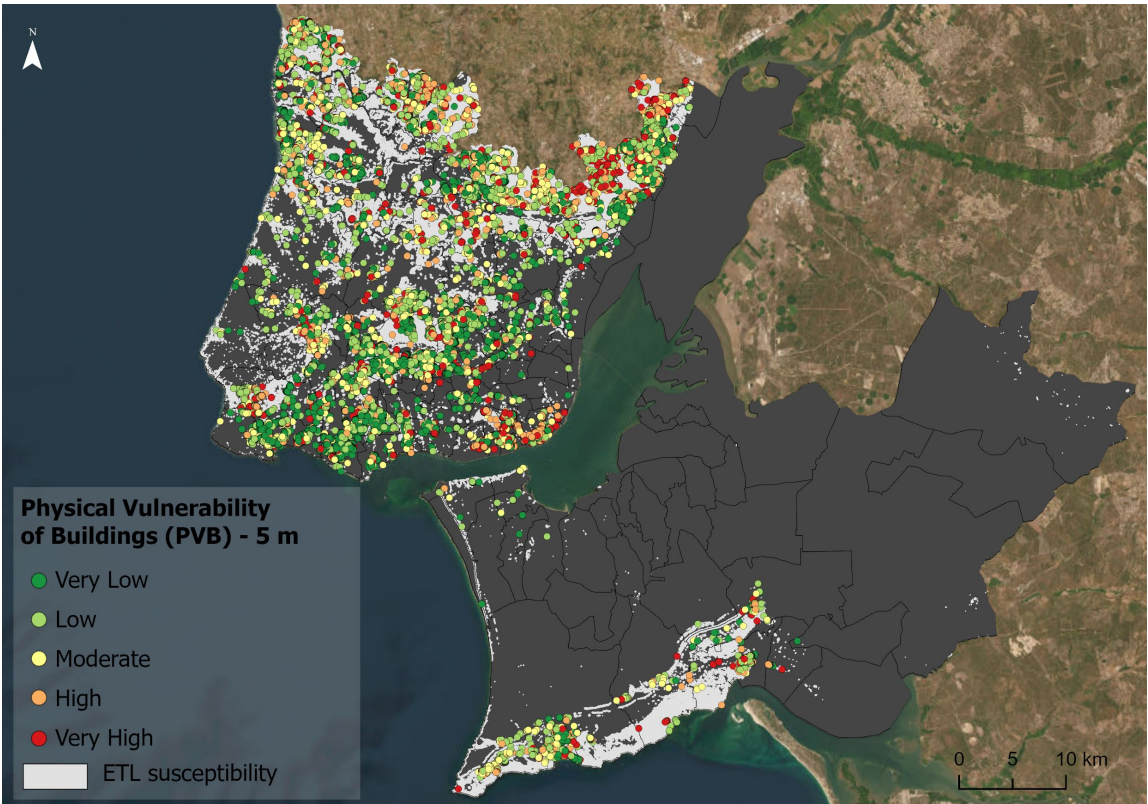 N
Physical Vulnerability
of Buildings (PVB) - 5 m
Very Low
Low
Moderate
High
Very High
ETL susceptibility
0 5 10 km